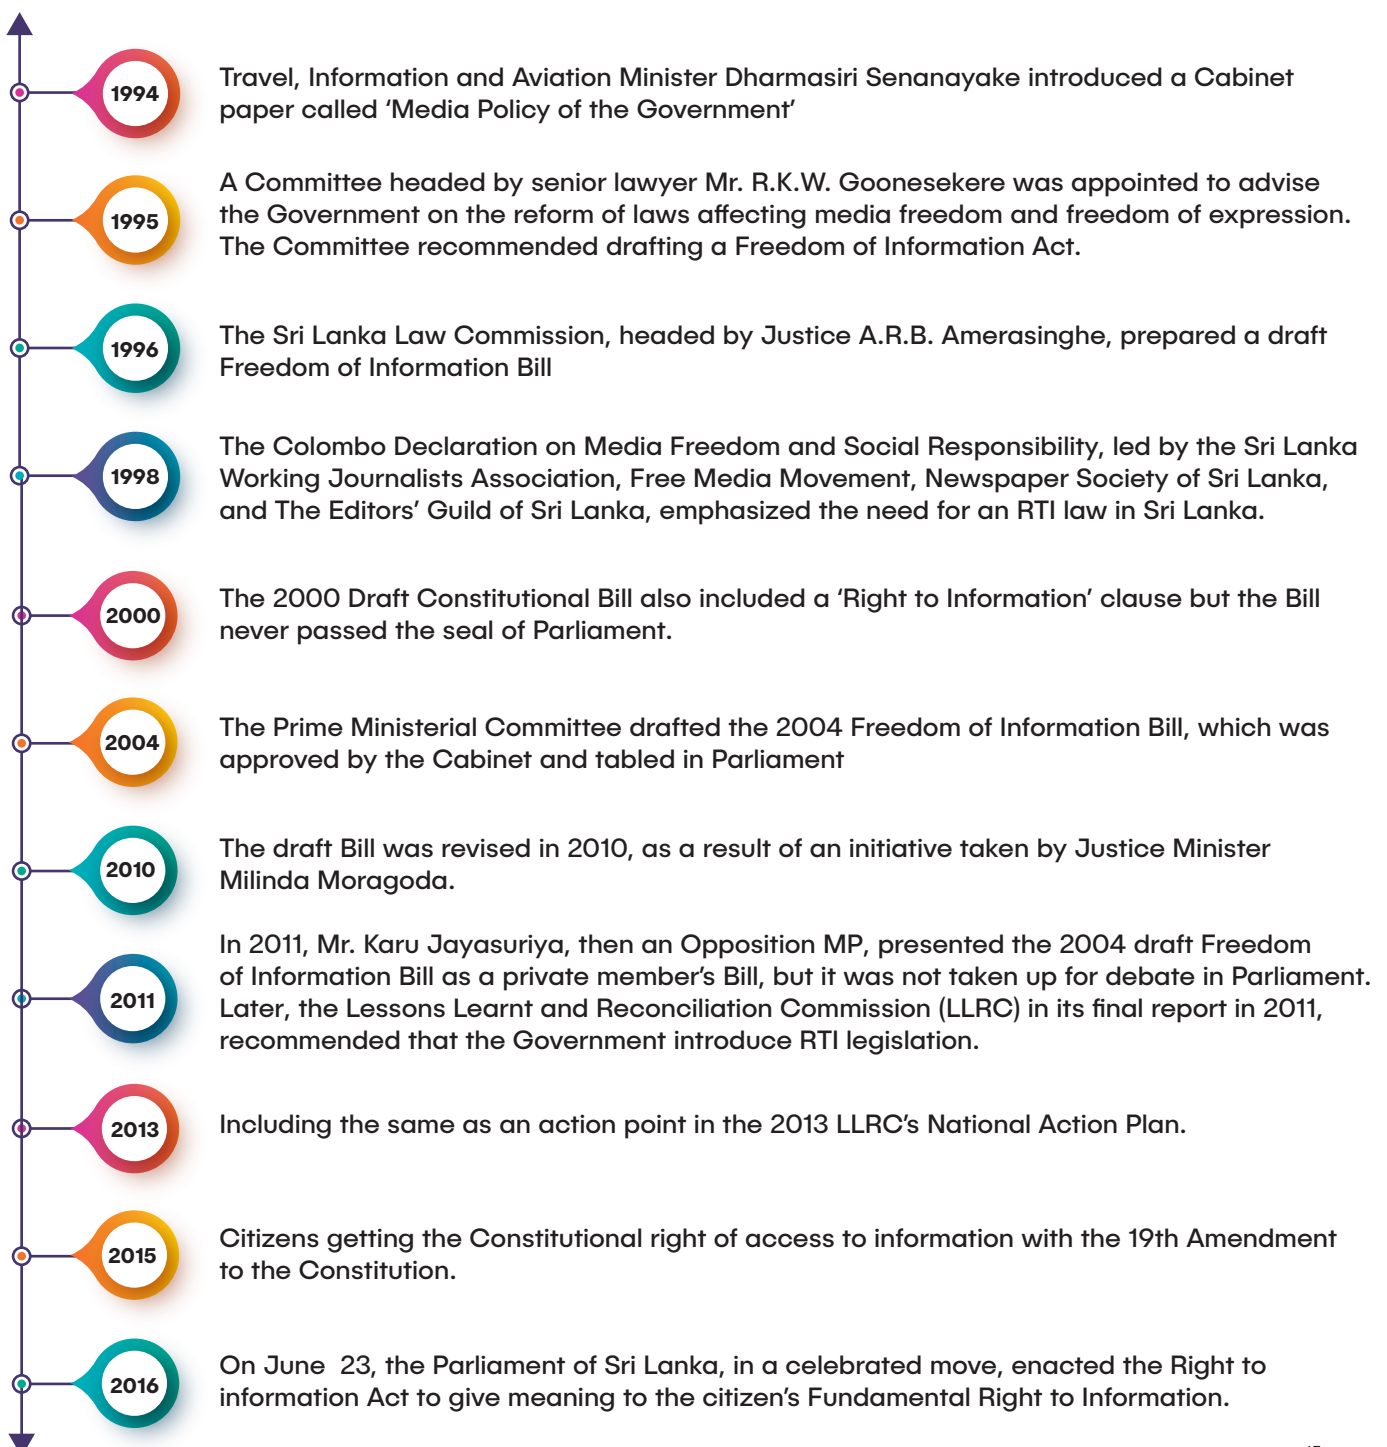 1994
Travel, Information and Aviation Minister Dharmasiri Senanayake introduced a Cabinet
paper called ‘Media Policy of the Government’
1995
A Committee headed by senior lawyer Mr. R.K.W. Goonesekere was appointed to advise
the Government on the reform of laws affecting media freedom and freedom of expression.
The Committee recommended drafting a Freedom of Information Act.
1996
The Sri Lanka Law Commission, headed by Justice A.R.B. Amerasinghe, prepared a draft
Freedom of Information Bill
1998
The Colombo Declaration on Media Freedom and Social Responsibility, led by the Sri Lanka
Working Journalists Association, Free Media Movement, Newspaper Society of Sri Lanka,
and The Editors’ Guild of Sri Lanka, emphasized the need for an RTI law in Sri Lanka.
2000
The 2000 Draft Constitutional Bill also included a ‘Right to Information’ clause but the Bill
never passed the seal of Parliament.
2004
The Prime Ministerial Committee drafted the 2004 Freedom of Information Bill, which was
approved by the Cabinet and tabled in Parliament
2010
The draft Bill was revised in 2010, as a result of an initiative taken by Justice Minister
Milinda Moragoda.
2011
In 2011, Mr. Karu Jayasuriya, then an Opposition MP, presented the 2004 draft Freedom
of Information Bill as a private member’s Bill, but it was not taken up for debate in Parliament.
Later, the Lessons Learnt and Reconciliation Commission (LLRC) in its final report in 2011,
recommended that the Government introduce RTI legislation.
2013
Including the same as an action point in the 2013 LLRC’s National Action Plan.
2015
Citizens getting the Constitutional right of access to information with the 19th Amendment
to the Constitution.
2016
On June 23, the Parliament of Sri Lanka, in a celebrated move, enacted the Right to
information Act to give meaning to the citizen’s Fundamental Right to Information.